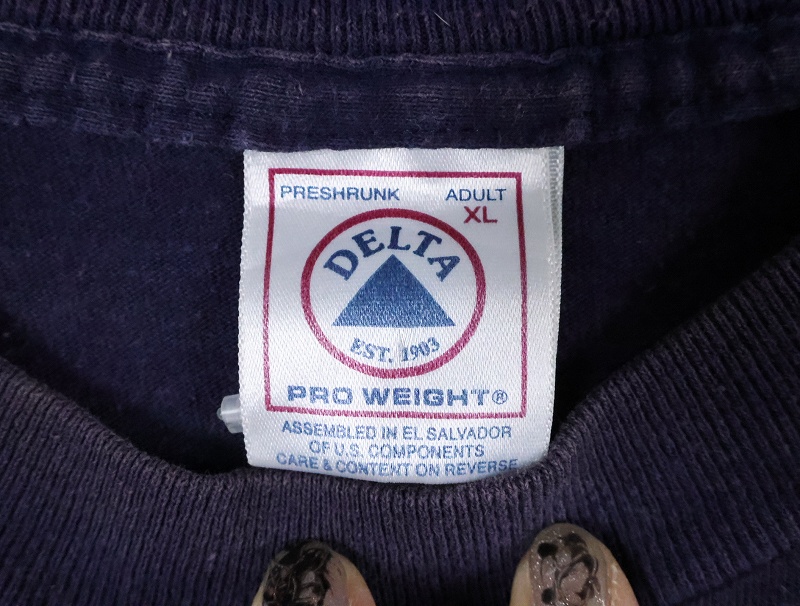 PRESHRUNK ADULT
XL
DELTA
EST. 1903
PRO WEIGHT®
ASSEMBLED IN EL SALVADOR
OF U.S. COMPONENTS
CARE & CONTENT ON REVERSE